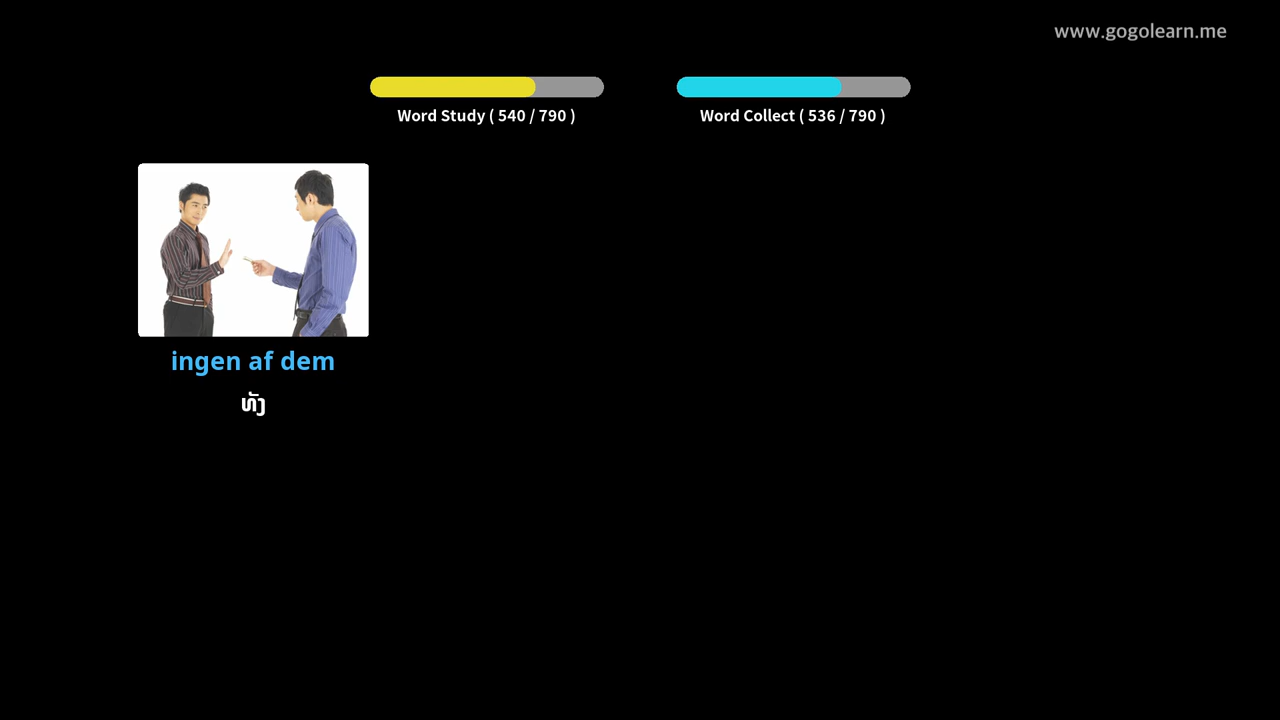 www.gogolearn.me
Word Study ( 540 / 790 )
Word Collect ( 536 / 790 )
ingen af dem
ທັງ